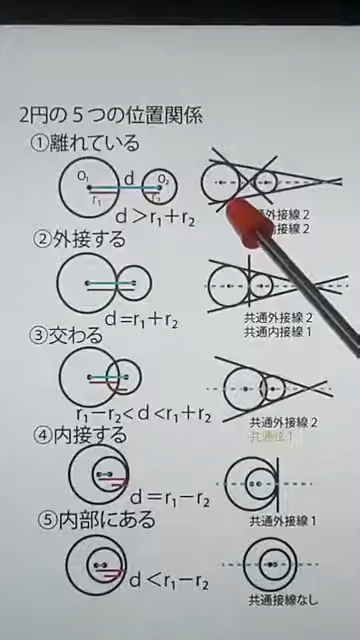 2円の5つの位置関係
①離れている
O₁ d O₂
r₁ r₂
d＞r₁＋r₂
接線2
接線2
②外接する
d＝r₁＋r₂
共通外接線2
共通内接線1
③交わる
r₁－r₂＜d＜r₁＋r₂
共通外接線2
④内接する
d＝r₁－r₂
共通外接線1
⑤内部にある
d＜r₁－r₂
共通接線なし